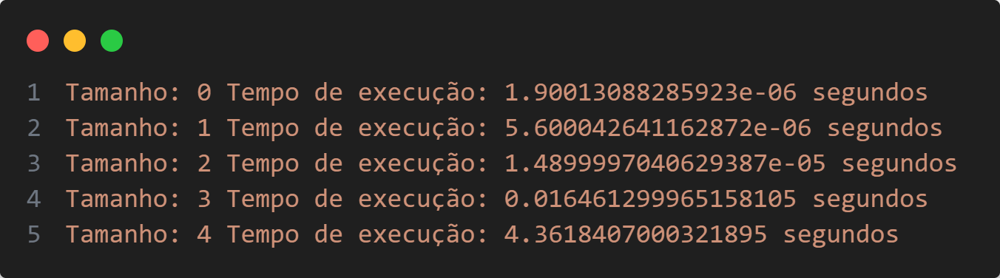 1 Tamanho: 0 Tempo de execução: 1.90013088285923e-06 segundos
2 Tamanho: 1 Tempo de execução: 5.600042641162872e-06 segundos
3 Tamanho: 2 Tempo de execução: 1.4899997040629387e-05 segundos
4 Tamanho: 3 Tempo de execução: 0.016461299965158105 segundos
5 Tamanho: 4 Tempo de execução: 4.3618407000321895 segundos